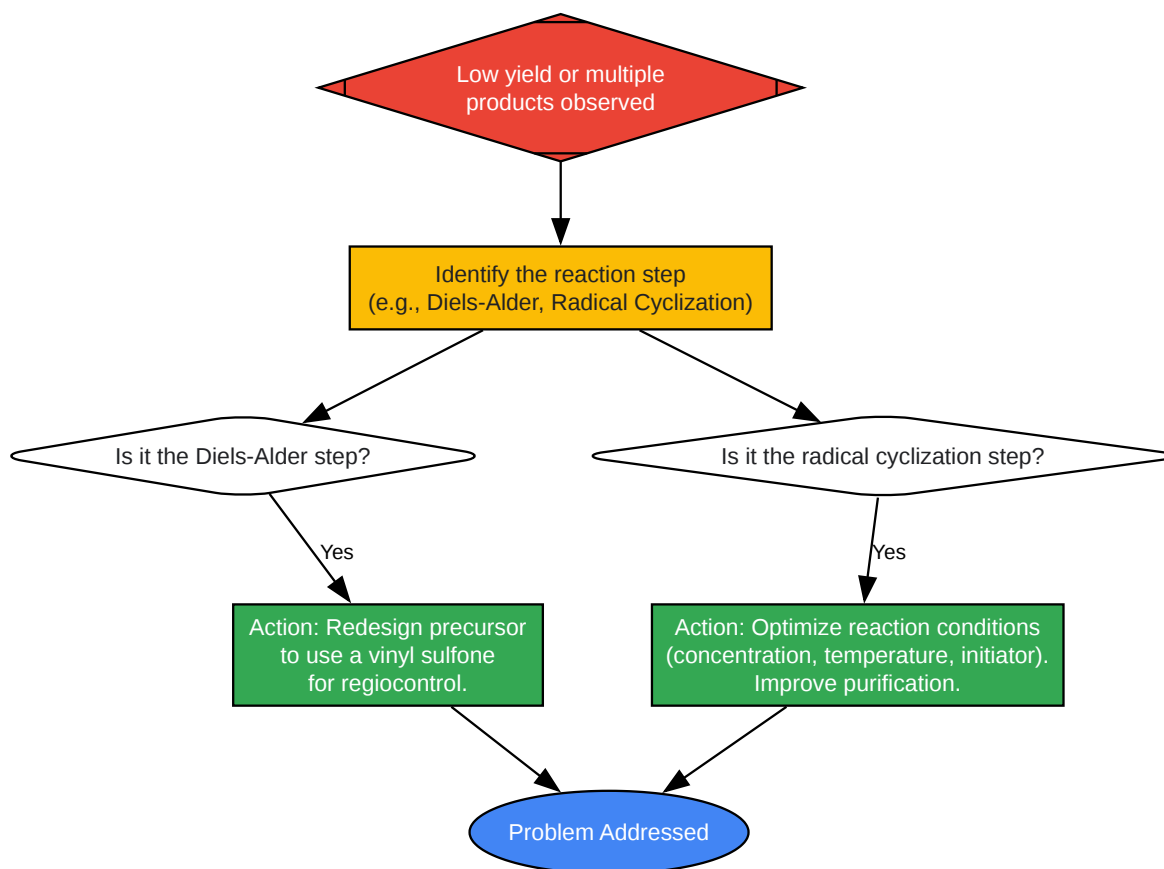 Low yield or multiple
products observed
Identify the reaction step
(e.g., Diels-Alder, Radical Cyclization)
Is it the Diels-Alder step?
Is it the radical cyclization step?
Yes
Yes
Action: Redesign precursor
to use a vinyl sulfone
for regiocontrol.
Action: Optimize reaction conditions
(concentration, temperature, initiator).
Improve purification.
Problem Addressed